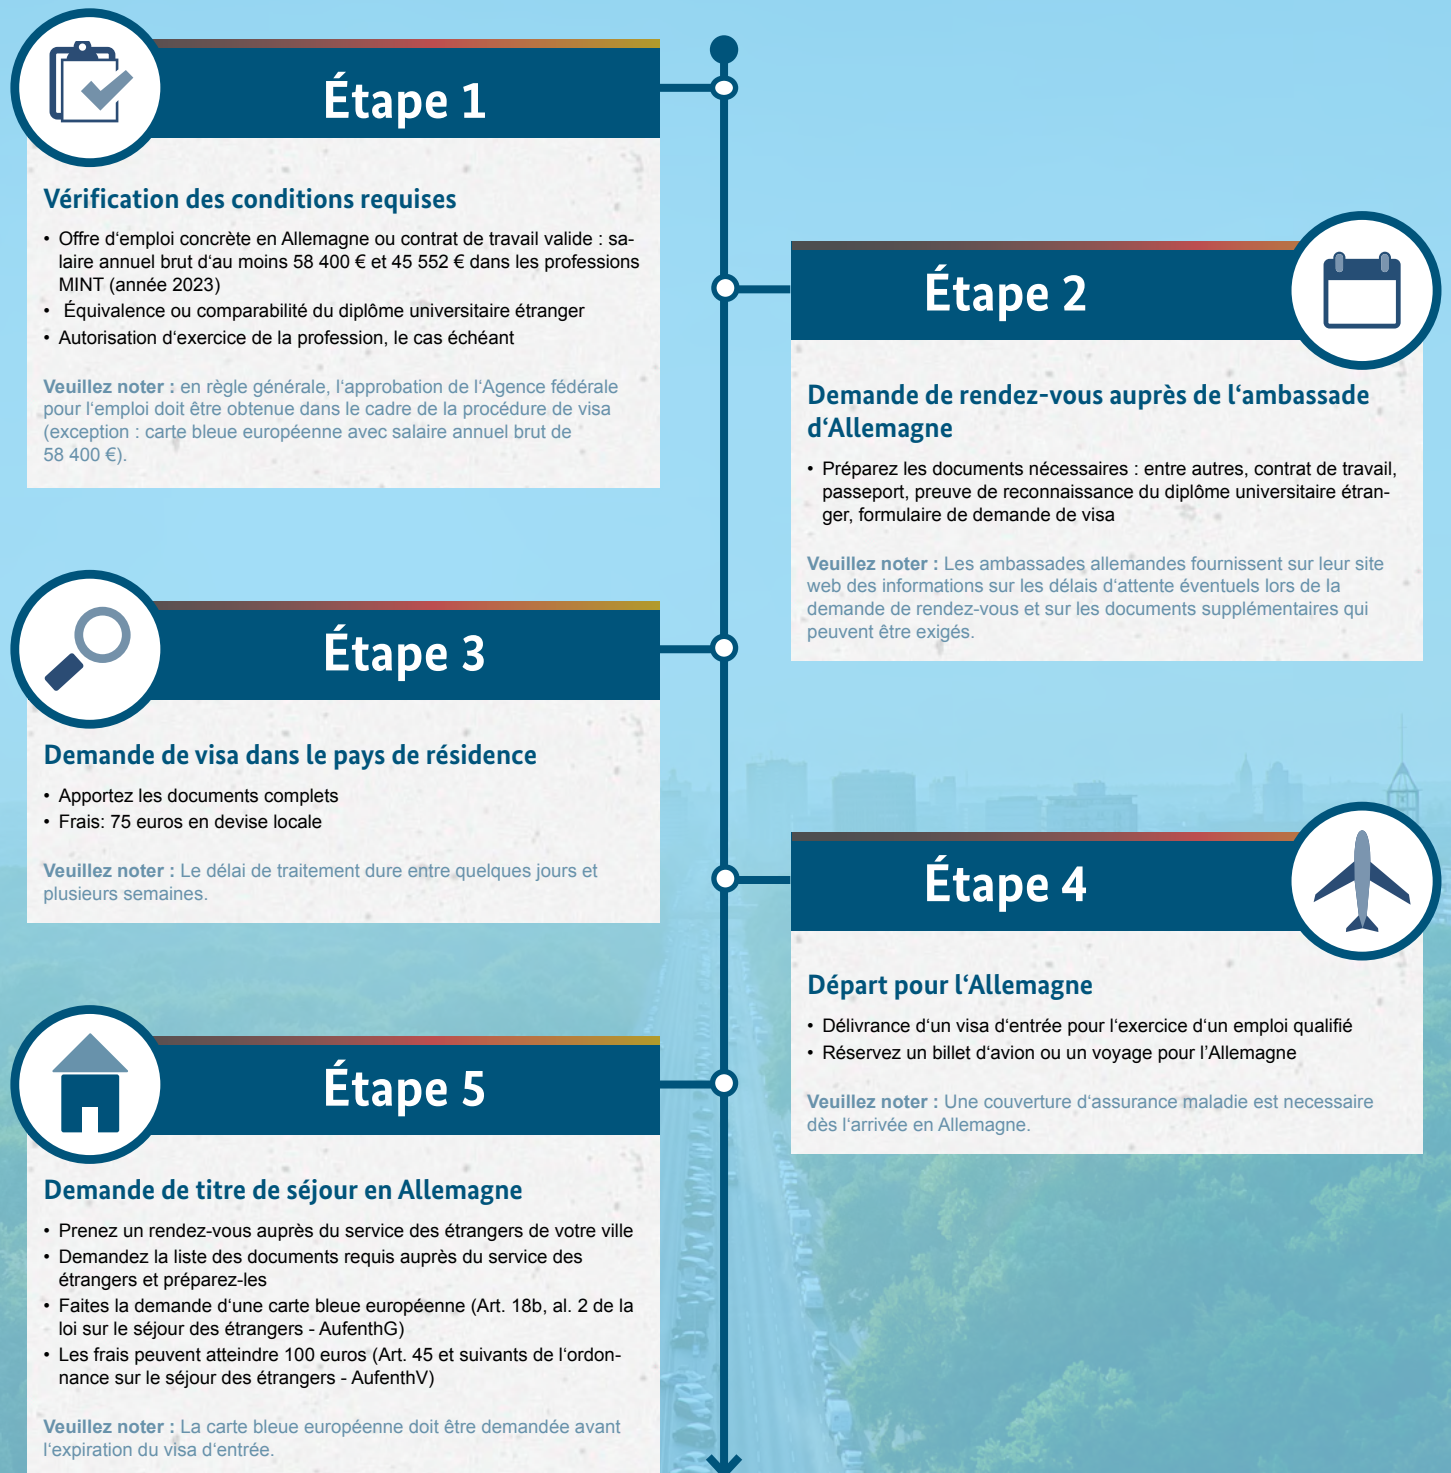 Étape 1
Vérification des conditions requises
• Offre d‘emploi concrète en Allemagne ou contrat de travail valide : sa-
laire annuel brut d‘au moins 58 400 € et 45 552 € dans les professions
MINT (année 2023)
• Équivalence ou comparabilité du diplôme universitaire étranger
• Autorisation d‘exercice de la profession, le cas échéant
Veuillez noter : en règle générale, l‘approbation de l‘Agence fédérale
pour l‘emploi doit être obtenue dans le cadre de la procédure de visa
(exception : carte bleue européenne avec salaire annuel brut de
58 400 €).
Étape 2
Demande de rendez-vous auprès de l‘ambassade
d‘Allemagne
• Préparez les documents nécessaires : entre autres, contrat de travail,
passeport, preuve de reconnaissance du diplôme universitaire étran-
ger, formulaire de demande de visa
Veuillez noter : Les ambassades allemandes fournissent sur leur site
web des informations sur les délais d‘attente éventuels lors de la
demande de rendez-vous et sur les documents supplémentaires qui
peuvent être exigés.
Étape 3
Demande de visa dans le pays de résidence
• Apportez les documents complets
• Frais: 75 euros en devise locale
Veuillez noter : Le délai de traitement dure entre quelques jours et
plusieurs semaines.
Étape 4
Départ pour l‘Allemagne
• Délivrance d‘un visa d‘entrée pour l‘exercice d‘un emploi qualifié
• Réservez un billet d‘avion ou un voyage pour l’Allemagne
Veuillez noter : Une couverture d‘assurance maladie est necessaire
dès l‘arrivée en Allemagne.
Étape 5
Demande de titre de séjour en Allemagne
• Prenez un rendez-vous auprès du service des étrangers de votre ville
• Demandez la liste des documents requis auprès du service des
étrangers et préparez-les
• Faites la demande d‘une carte bleue européenne (Art. 18b, al. 2 de la
loi sur le séjour des étrangers - AufenthG)
• Les frais peuvent atteindre 100 euros (Art. 45 et suivants de l‘ordon-
nance sur le séjour des étrangers - AufenthV)
Veuillez noter : La carte bleue européenne doit être demandée avant
l‘expiration du visa d‘entrée.